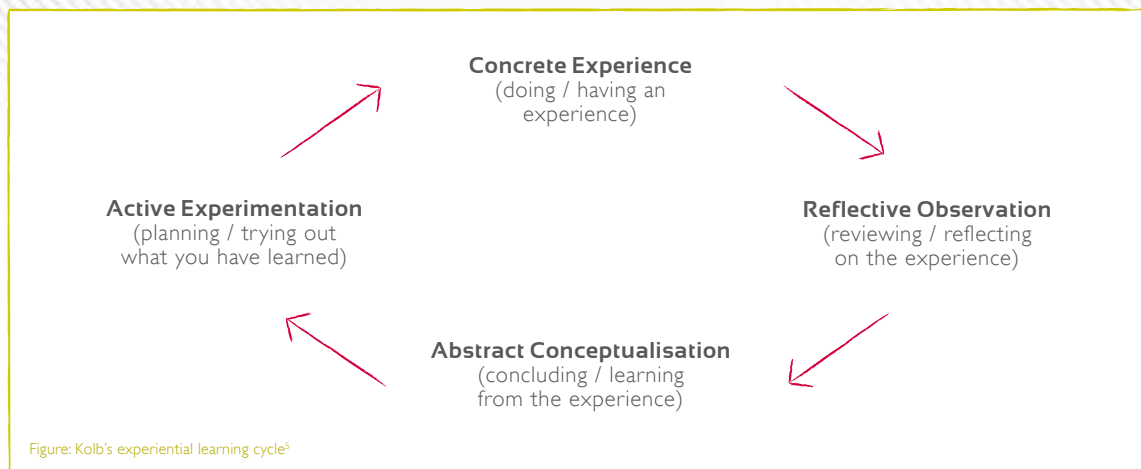 Concrete Experience
(doing / having an
experience)
Active Experimentation
(planning / trying out
what you have learned)
Reflective Observation
(reviewing / reflecting
on the experience)
Abstract Conceptualisation
(concluding / learning
from the experience)
Figure: Kolb's experiential learning cycle⁵